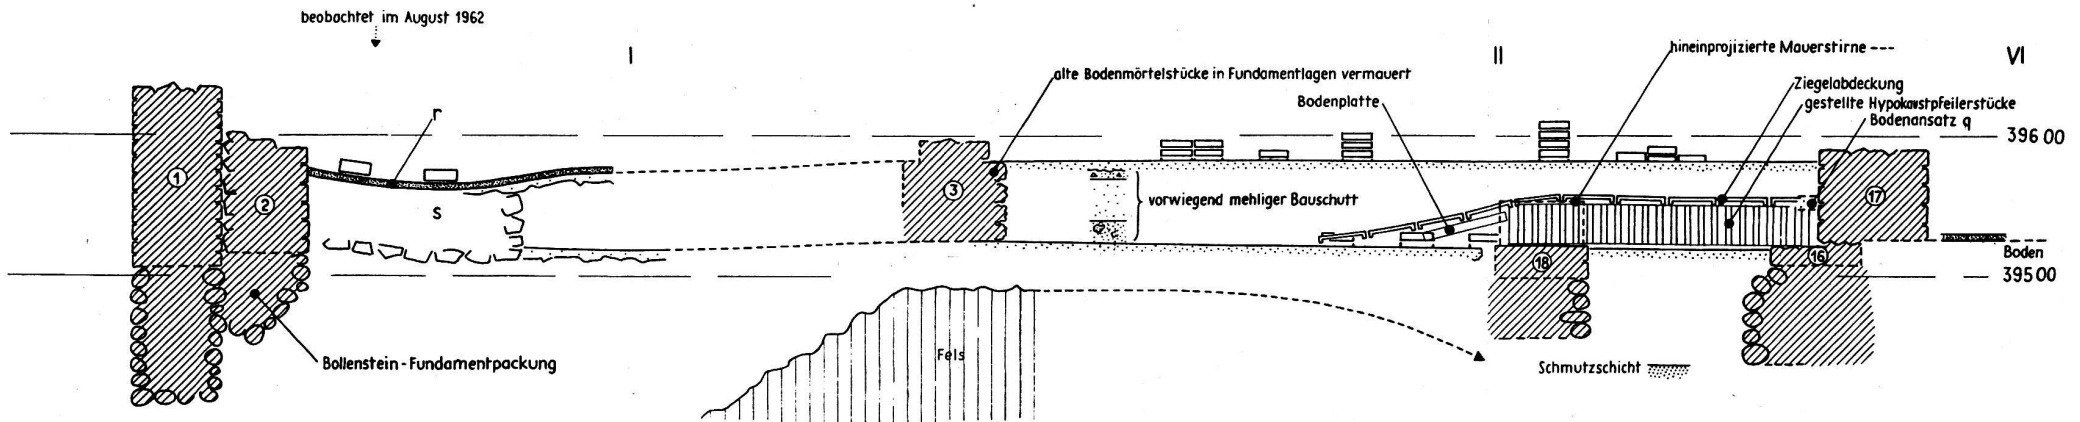 beobachtet im August 1962
I
II
VI
hineinprojizierte Mauerstirne ---
alte Bodenmörtelstücke in Fundamentlagen vermauert
Bodenplatte
Ziegelabdeckung
gestellte Hypokaustpfeilerstücke
Bodenansatz q
r
396 00
1
2
3
17
s
vorwiegend mehliger Bauschutt
18
16
Boden
395 00
Bollenstein-Fundamentpackung
Fels
Schmutzschicht